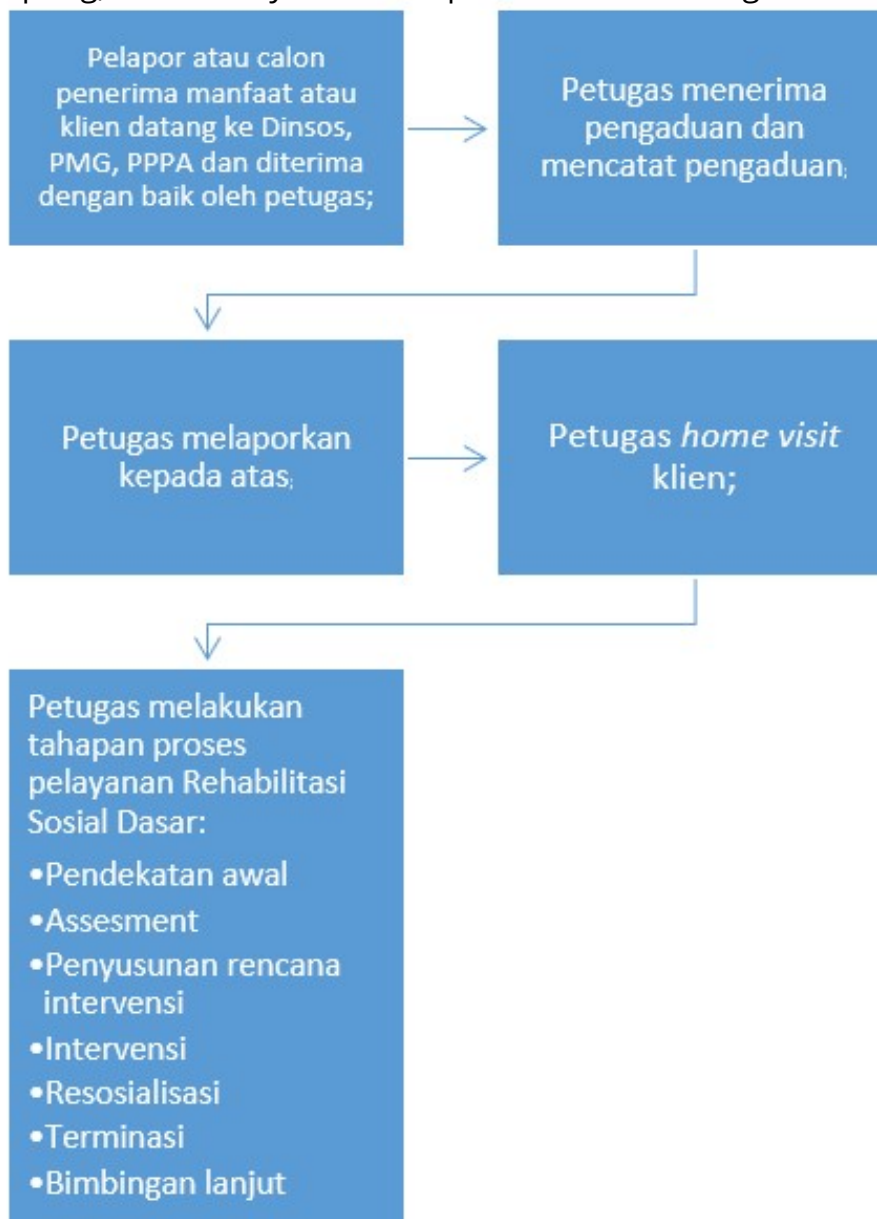 Pelapor atau calon
penerima manfaat atau
klien datang ke Dinsos,
PMG, PPPA dan diterima
dengan baik oleh petugas;
Petugas menerima
pengaduan dan
mencatat pengaduan;
Petugas melaporkan
kepada atas;
Petugas home visit
klien;
Petugas melakukan
tahapan proses
pelayanan Rehabilitasi
Sosial Dasar:
•Pendekatan awal
•Assesment
•Penyusunan rencana
intervensi
•Intervensi
•Resosialisasi
•Terminasi
•Bimbingan lanjut